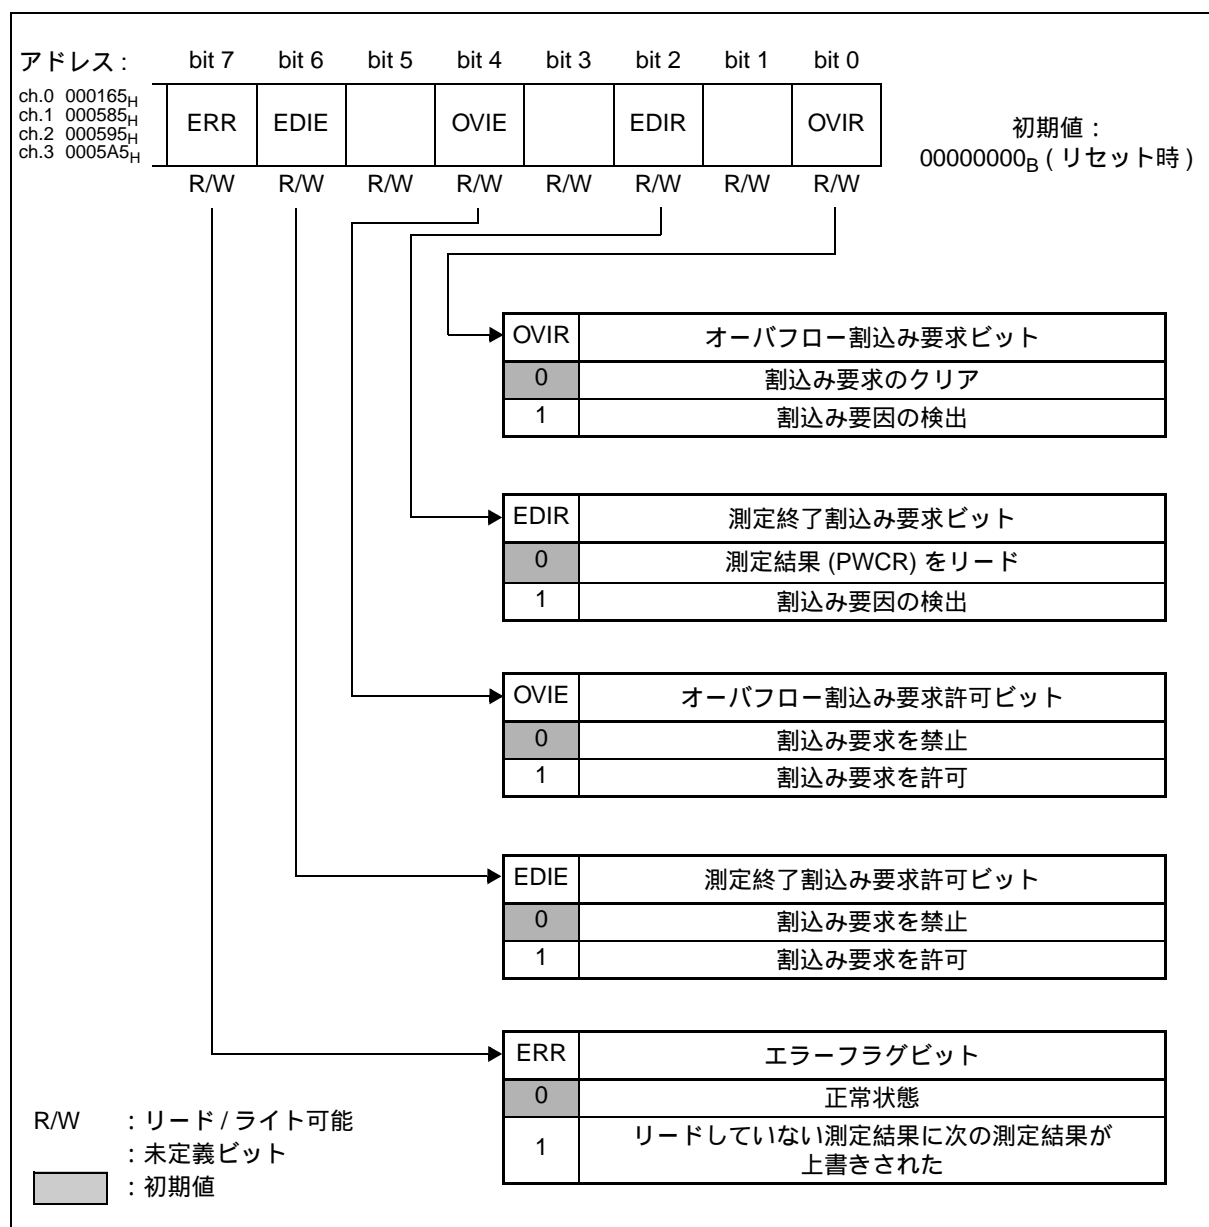 アドレス : bit 7 bit 6 bit 5 bit 4 bit 3 bit 2 bit 1 bit 0
ch.0 000165H
ch.1 000585H
ch.2 000595H
ch.3 0005A5H
ERR EDIE OVIE EDIR OVIR
初期値 :
00000000B ( リセット時 )
R/W R/W R/W R/W R/W R/W R/W R/W
OVIR オーバフロー割込み要求ビット
0 割込み要求のクリア
1 割込み要因の検出
EDIR 測定終了割込み要求ビット
0 測定結果 (PWCR) をリード
1 割込み要因の検出
OVIE オーバフロー割込み要求許可ビット
0 割込み要求を禁止
1 割込み要求を許可
EDIE 測定終了割込み要求許可ビット
0 割込み要求を禁止
1 割込み要求を許可
ERR エラーフラグビット
0 正常状態
1 リードしていない測定結果に次の測定結果が
上書きされた
R/W : リード / ライト可能
: 未定義ビット
: 初期値